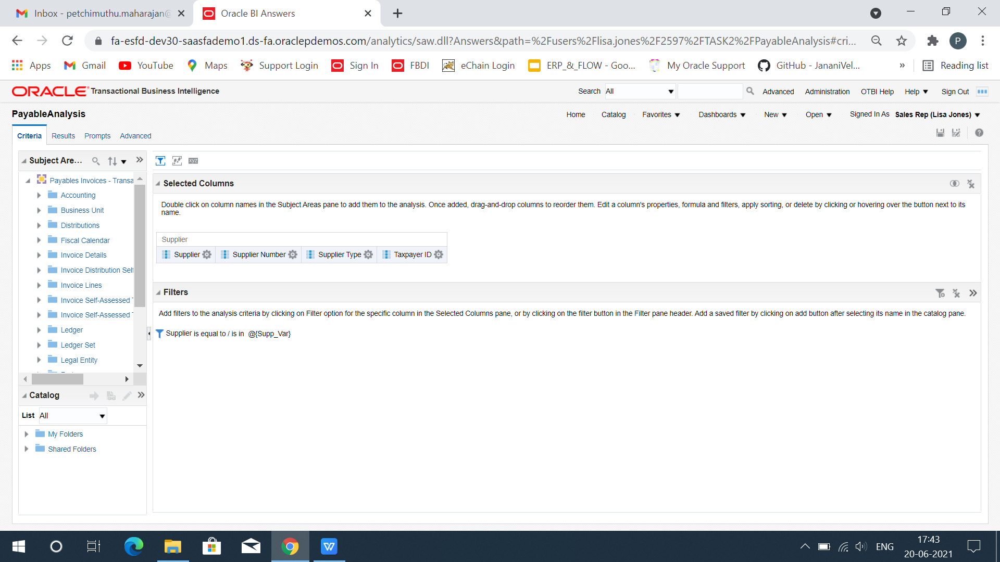 Inbox - petchimuthu.maharajan@
Oracle BI Answers
fa-esfd-dev30-saasfademo1.ds-fa.oraclepdemos.com/analytics/saw.dll?Answers&path=%2Fusers%2Flisa.jones%2F2597%2FTASK2%2FPayableAnalysis#cri...
P
Apps Gmail YouTube Maps Support Login Sign In FBDI eChain Login ERP_&_FLOW - Goo... My Oracle Support GitHub - JananiVel... » Reading list
ORACLE Transactional Business Intelligence
Search All Advanced Administration OTBI Help Help Sign Out
PayableAnalysis
Home Catalog Favorites Dashboards New Open Signed In As Sales Rep (Lisa Jones)
Criteria Results Prompts Advanced
Subject Are...
Payables Invoices - Transa
Accounting
Business Unit
Distributions
Fiscal Calendar
Invoice Details
Invoice Distribution Self
Invoice Lines
Invoice Self-Assessed
Invoice Self-Assessed
Ledger
Ledger Set
Legal Entity
Catalog
List All
My Folders
Shared Folders
xyz
Selected Columns
Double click on column names in the Subject Areas pane to add them to the analysis. Once added, drag-and-drop columns to reorder them. Edit a column's properties, formula and filters, apply sorting, or delete by clicking or hovering over the button next to its
name.
Supplier
Supplier Supplier Number Supplier Type Taxpayer ID
Filters
Add filters to the analysis criteria by clicking on Filter option for the specific column in the Selected Columns pane, or by clicking on the filter button in the Filter pane header. Add a saved filter by clicking on add button after selecting its name in the catalog pane.
Supplier is equal to / is in @{Supp_Var}
W
ENG
17:43
20-06-2021